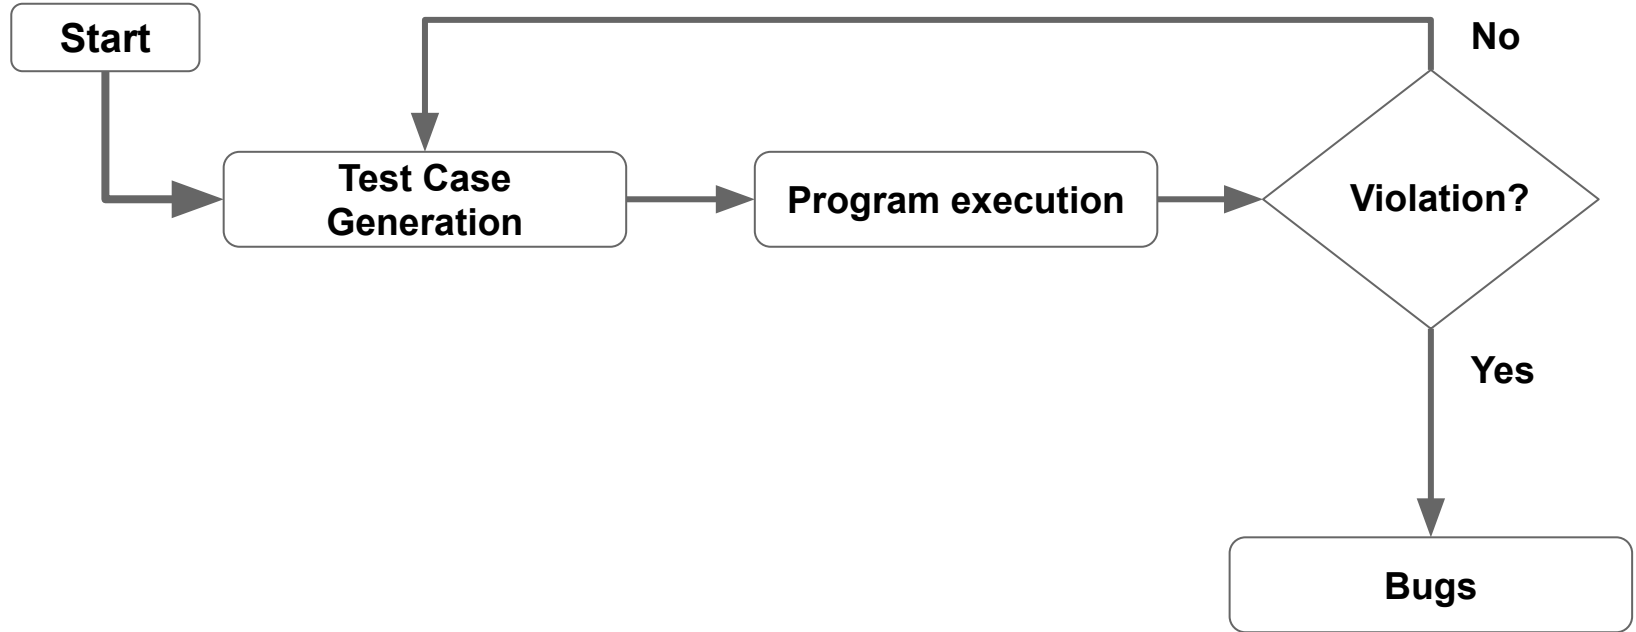 Start
No
Test Case
Generation
Program execution
Violation?
Yes
Bugs